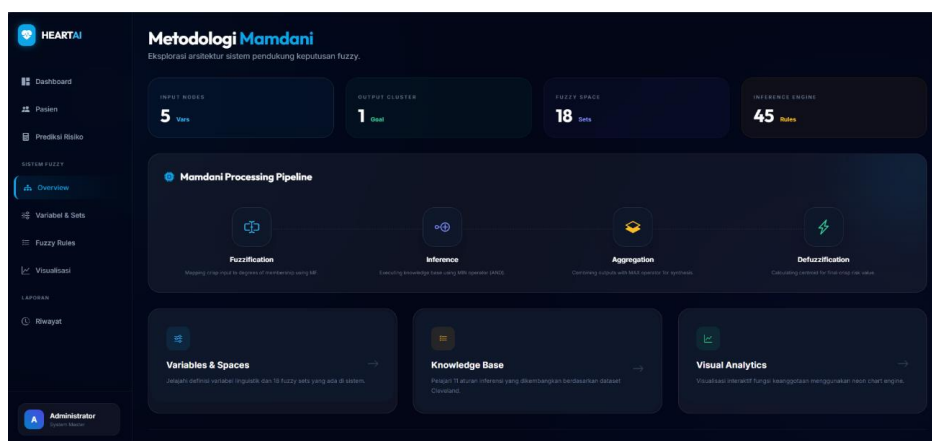 HEARTAI
Dashboard
Pasien
Prediksi Risiko
SISTEM FUZZY
Overview
Variabel & Sets
Fuzzy Rules
Visualisasi
LAPORAN
Riwayat
A
Administrator
System Master
Metodologi Mamdani
Eksplorasi arsitektur sistem pendukung keputusan fuzzy.
INPUT NODES
5 Vars
OUTPUT CLUSTER
1 Goal
FUZZY SPACE
18 Sets
INFERENCE ENGINE
45 Rules
Mamdani Processing Pipeline
Fuzzification
Mapping crisp input to degrees of membership using MF.
Inference
Executing knowledge base using MIN operator (AND).
Aggregation
Combining outputs with MAX operator for synthesis.
Defuzzification
Calculating centroid for final crisp risk value.
Variables & Spaces
Jelajahi definisi variabel linguistik dan 18 fuzzy sets yang ada di sistem.
Knowledge Base
Pelajari 11 aturan inferensi yang dikembangkan berdasarkan dataset
Cleveland.
Visual Analytics
Visualisasi interaktif fungsi keanggotaan menggunakan neon chart engine.